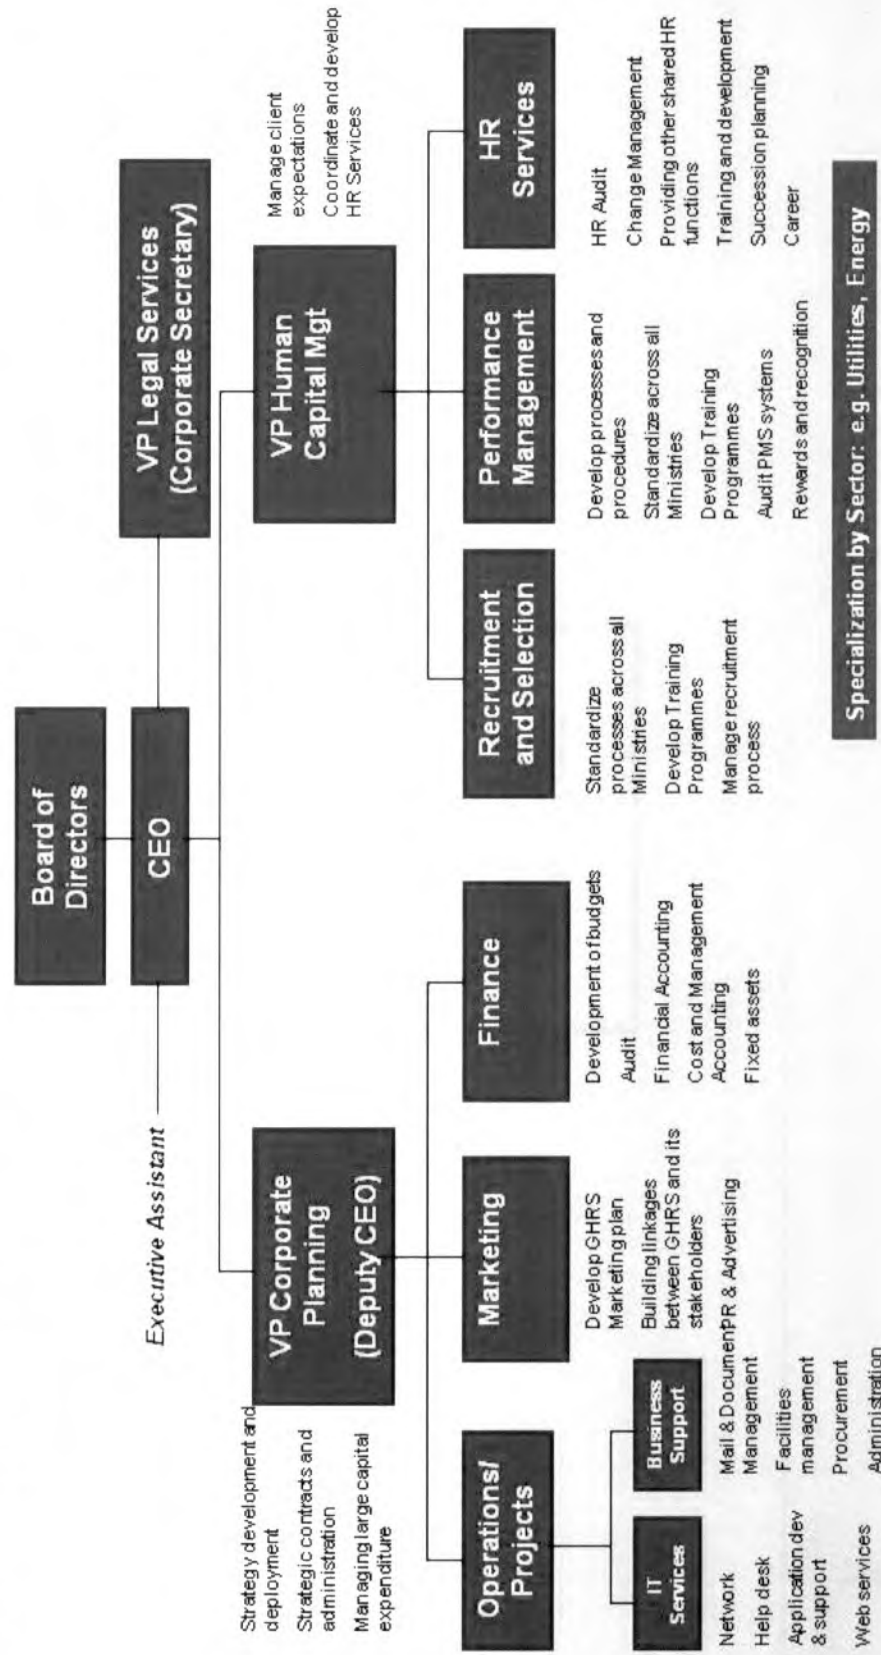 Board of
Directors
CEO
Executive Assistant
VP Legal Services
(Corporate Secretary)
Strategy development and
deployment
Strategic contracts and
administration
Managing large capital
expenditure
VP Corporate
Planning
(Deputy CEO)
VP Human
Capital Mgt
Manage client
expectations
Coordinate and develop
HR Services
Operations/
Projects
IT
Services
Network
Help desk
Application dev
& support
Web services
Business
Support
Mail & Document
Management
Facilities
management
Procurement
Administration
Marketing
Develop GHRS
Marketing plan
Building linkages
between GHRS and its
stakeholders
PR & Advertising
Finance
Development of budgets
Audit
Financial Accounting
Cost and Management
Accounting
Fixed assets
Recruitment
and Selection
Standardize
processes across all
Ministries
Develop Training
Programmes
Manage recruitment
process
Performance
Management
Develop processes and
procedures
Standardize across all
Ministries
Develop Training
Programmes
Audit PMS systems
Rewards and recognition
HR
Services
HR Audit
Change Management
Providing other shared HR
functions
Training and development
Succession planning
Career
Specialization by Sector: e.g. Utilities, Energy